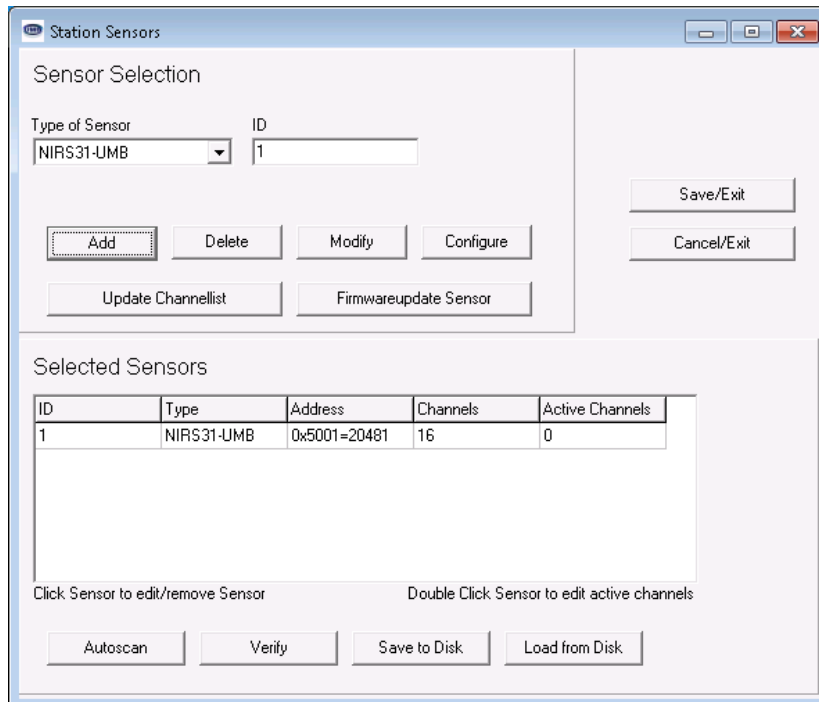 Station Sensors
Sensor Selection
Type of Sensor ID
NIRS31-UMB 1
Save/Exit
Add Delete Modify Configure Cancel/Exit
Update Channellist Firmwareupdate Sensor
Selected Sensors
ID Type Address Channels Active Channels
1 NIRS31-UMB 0x5001=20481 16 0
Click Sensor to edit/remove Sensor Double Click Sensor to edit active channels
Autoscan Verify Save to Disk Load from Disk